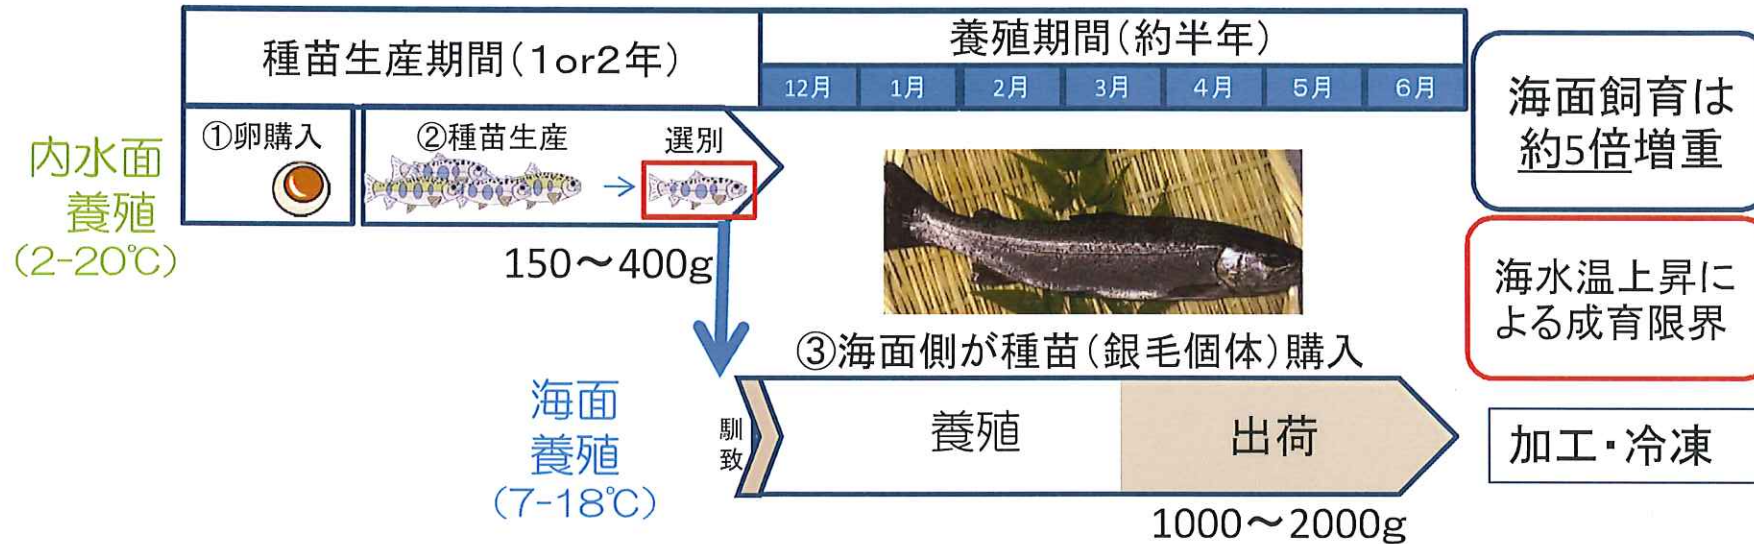 種苗生産期間(1or2年)
養殖期間(約半年)
12月 1月 2月 3月 4月 5月 6月
内水面
養殖
(2-20℃)
①卵購入
②種苗生産
選別
→
150〜400g
海面飼育は
約5倍増重
海水温上昇に
よる成育限界
③海面側が種苗(銀毛個体)購入
海面
養殖
(7-18℃)
馴
致
養殖
出荷
1000〜2000g
加工・冷凍